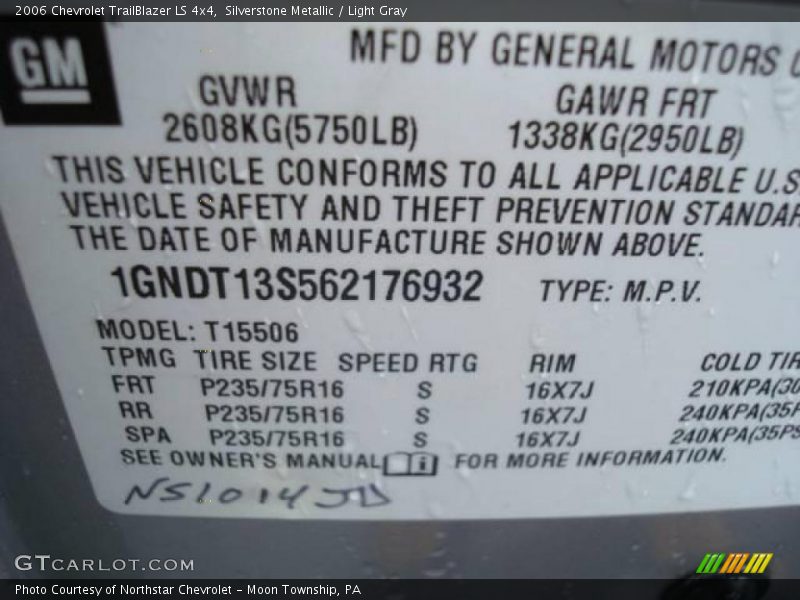 2006 Chevrolet TrailBlazer LS 4x4, Silverstone Metallic / Light Gray
GM
MFD BY GENERAL MOTORS
GVWR GAWR FRT
2608KG(5750LB) 1338KG(2950LB)
THIS VEHICLE CONFORMS TO ALL APPLICABLE U.S
VEHICLE SAFETY AND THEFT PREVENTION STANDAR
THE DATE OF MANUFACTURE SHOWN ABOVE.
1GNDT13S562176932 TYPE: M.P.V.
MODEL: T15506
TPMG TIRE SIZE SPEED RTG RIM COLD TIR
FRT P235/75R16 S 16X7J 210KPA(30
RR P235/75R16 S 16X7J 240KPA(35P
SPA P235/75R16 S 16X7J 240KPA(35PS
SEE OWNER'S MANUAL FOR MORE INFORMATION.
GTCARLOT.COM
Photo Courtesy of Northstar Chevrolet - Moon Township, PA